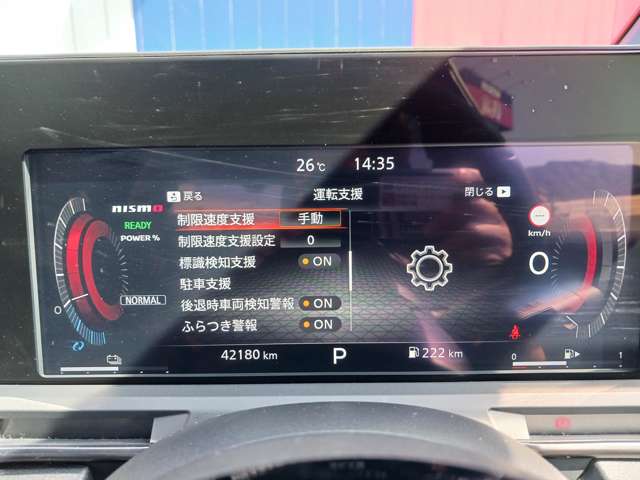 26℃ 14:35
戻る 運転支援 閉じる
nismo
READY
POWER %
NORMAL
0
制限速度支援 手動
制限速度支援設定 0
標識検知支援 ON
駐車支援
後退時車両検知警報 ON
ふらつき警報 ON
km/h
0
42180 km P 222 km
0 1